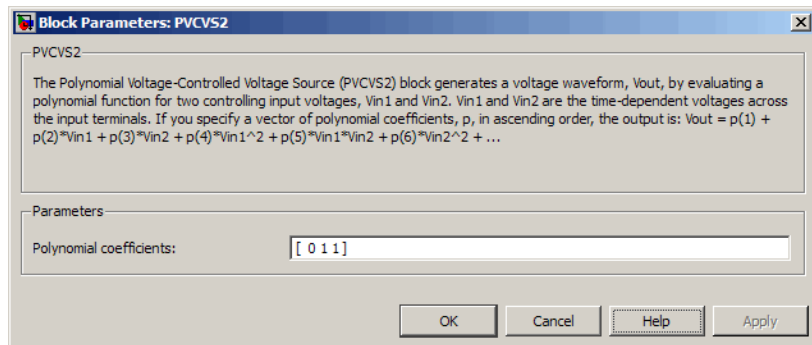 Block Parameters: PVCVS2
PVCVS2
The Polynomial Voltage-Controlled Voltage Source (PVCVS2) block generates a voltage waveform, Vout, by evaluating a
polynomial function for two controlling input voltages, Vin1 and Vin2. Vin1 and Vin2 are the time-dependent voltages across
the input terminals. If you specify a vector of polynomial coefficients, p, in ascending order, the output is: Vout = p(1) +
p(2)*Vin1 + p(3)*Vin2 + p(4)*Vin1^2 + p(5)*Vin1*Vin2 + p(6)*Vin2^2 + ...
Parameters
Polynomial coefficients: [ 0 1 1]
OK Cancel Help Apply